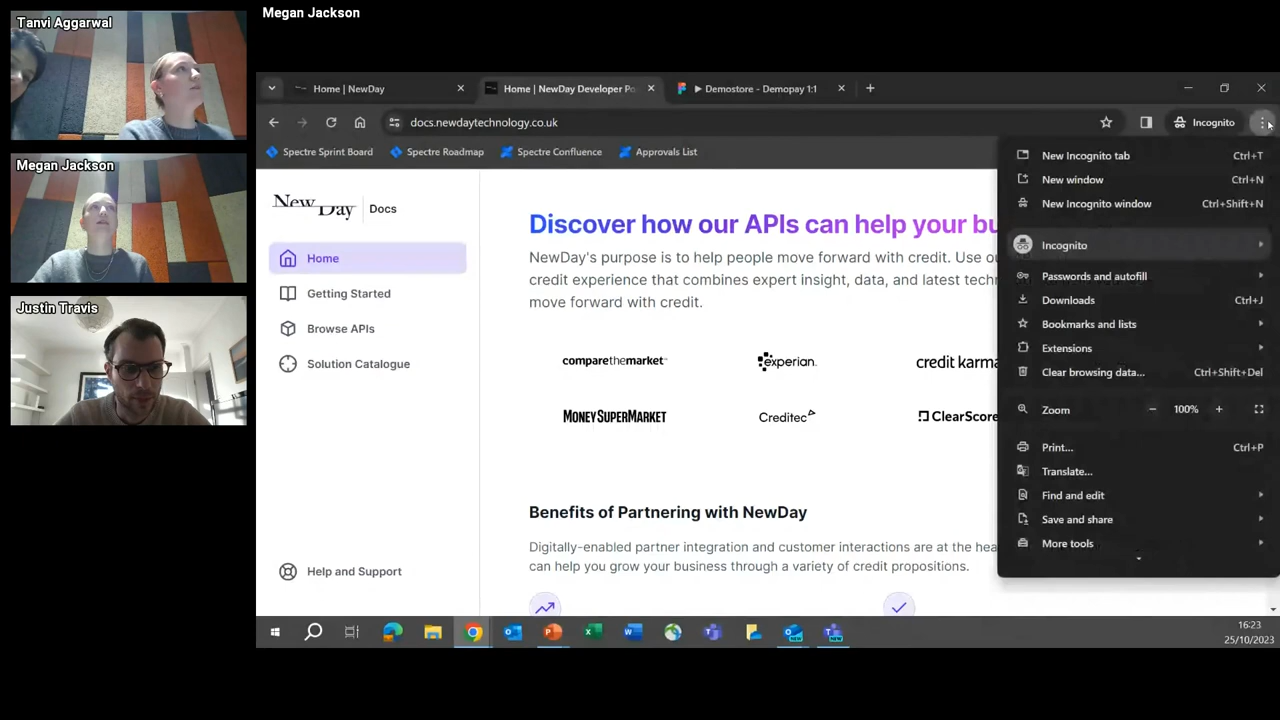 Tanvi Aggarwal
Megan Jackson
Justin Travis
Megan Jackson
Home | NewDay
Home | NewDay Developer Po
Demostore - Demopay 1:1
docs.newdaytechnology.co.uk
Incognito
Spectre Sprint Board
Spectre Roadmap
Spectre Confluence
Approvals List
New Day
Docs
Home
Getting Started
Browse APIs
Solution Catalogue
Help and Support
Discover how our APIs can help your bu
NewDay's purpose is to help people move forward with credit. Use ou
credit experience that combines expert insight, data, and latest techn
move forward with credit.
comparethemarket
experian.
credit karma
MONEYSUPERMARKET
Creditec
ClearScore
Benefits of Partnering with NewDay
Digitally-enabled partner integration and customer interactions are at the hea
can help you grow your business through a variety of credit propositions.
New Incognito tab Ctrl+T
New window Ctrl+N
New Incognito window Ctrl+Shift+N
Incognito
Passwords and autofill
Downloads Ctrl+J
Bookmarks and lists
Extensions
Clear browsing data... Ctrl+Shift+Del
Zoom − 100% +
Print... Ctrl+P
Translate...
Find and edit
Save and share
More tools
16:23
25/10/2023